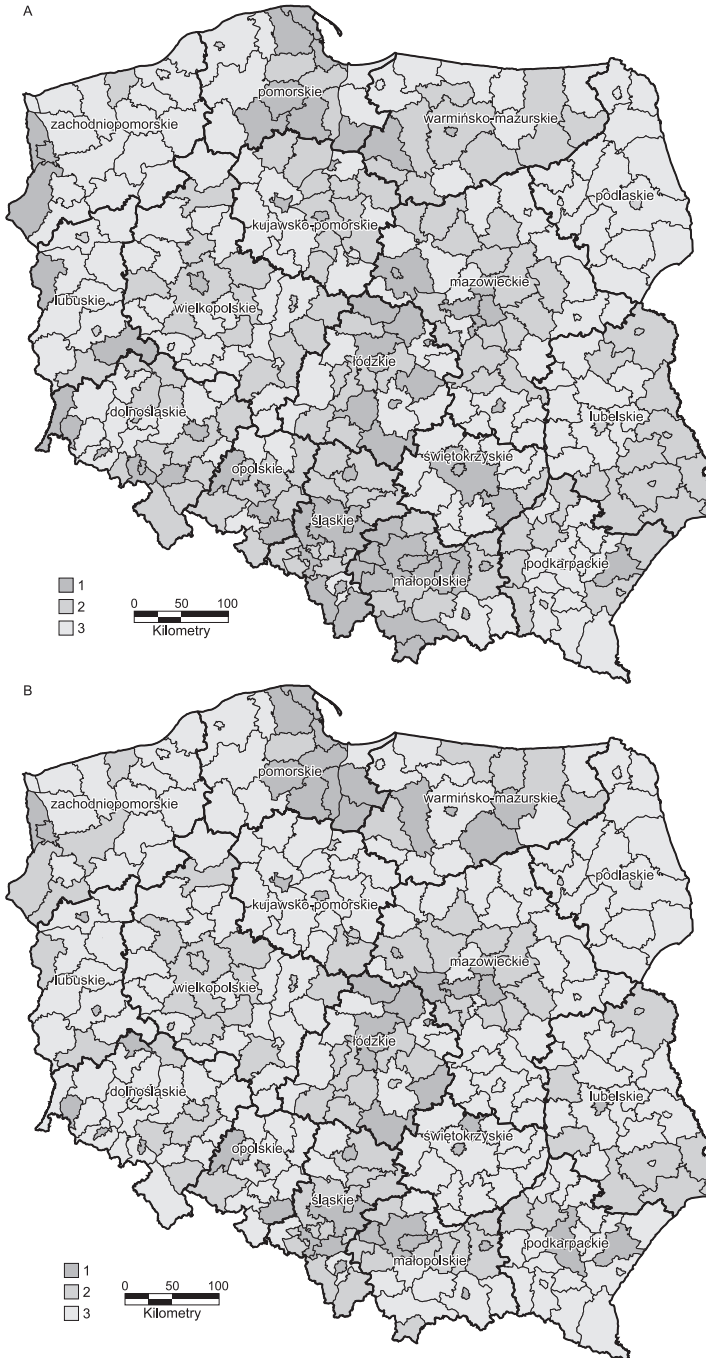 A
pomorskie
zachodniopomorskie
warmińsko-mazurskie
podlaskie
kujawsko-pomorskie
mazowieckie
lubuskie
wielkopolskie
łódzkie
dolnośląskie
lubelskie
świętokrzyskie
opolskie
śląskie
podkarpackie
małopolskie
1
2
3
0 50 100
Kilometry
B
pomorskie
zachodniopomorskie
warmińsko-mazurskie
podlaskie
kujawsko-pomorskie
mazowieckie
lubuskie
wielkopolskie
łódzkie
dolnośląskie
lubelskie
świętokrzyskie
opolskie
śląskie
podkarpackie
małopolskie
1
2
3
0 50 100
Kilometry